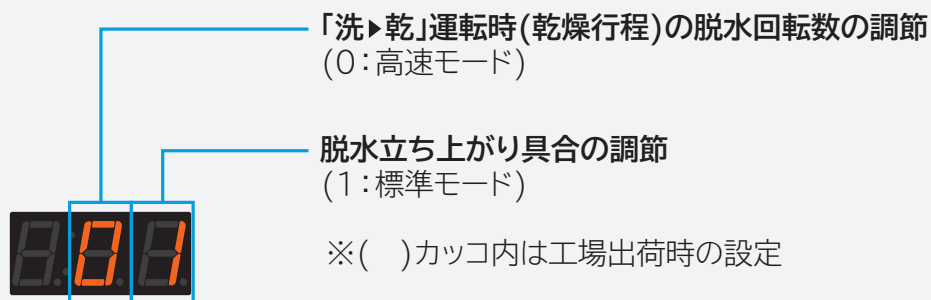 「洗▶乾」運転時(乾燥行程)の脱水回転数の調節
(0：高速モード)
脱水立ち上がり具合の調節
(1：標準モード)
※(　)カッコ内は工場出荷時の設定
01